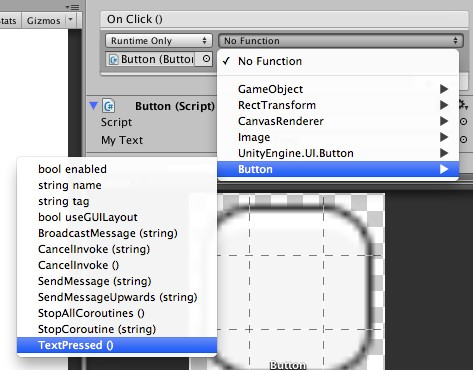 On Click ()
Stats Gizmos
Runtime Only No Function
Button (Button
No Function
GameObject
RectTransform
CanvasRenderer
Image
UnityEngine.UI.Button
Button
Button (Script)
Script
My Text
bool enabled
string name
string tag
bool useGUILayout
BroadcastMessage (string)
CancelInvoke (string)
CancelInvoke ()
SendMessage (string)
SendMessageUpwards (string)
StopAllCoroutines ()
StopCoroutine (string)
TextPressed ()
Button